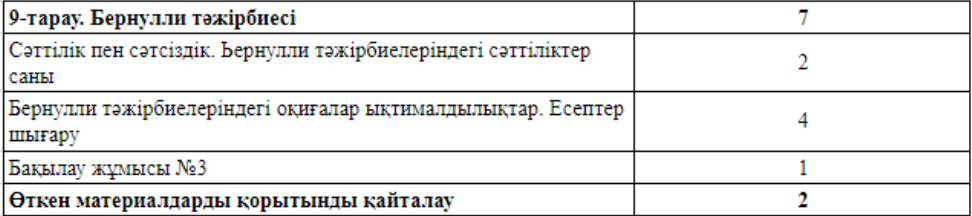 9-тарау. Бернулли тәжірбиесі 7
Сәттілік пен сәтсіздік. Бернулли тәжірбиелеріндегі сәттіліктер 2
саны
Бернулли тәжірбиелеріндегі оқиғалар ықтималдылықтар. Есептер 4
шығару
Бақылау жұмысы №3 1
Өткен материалдарды қорытынды қайталау 2